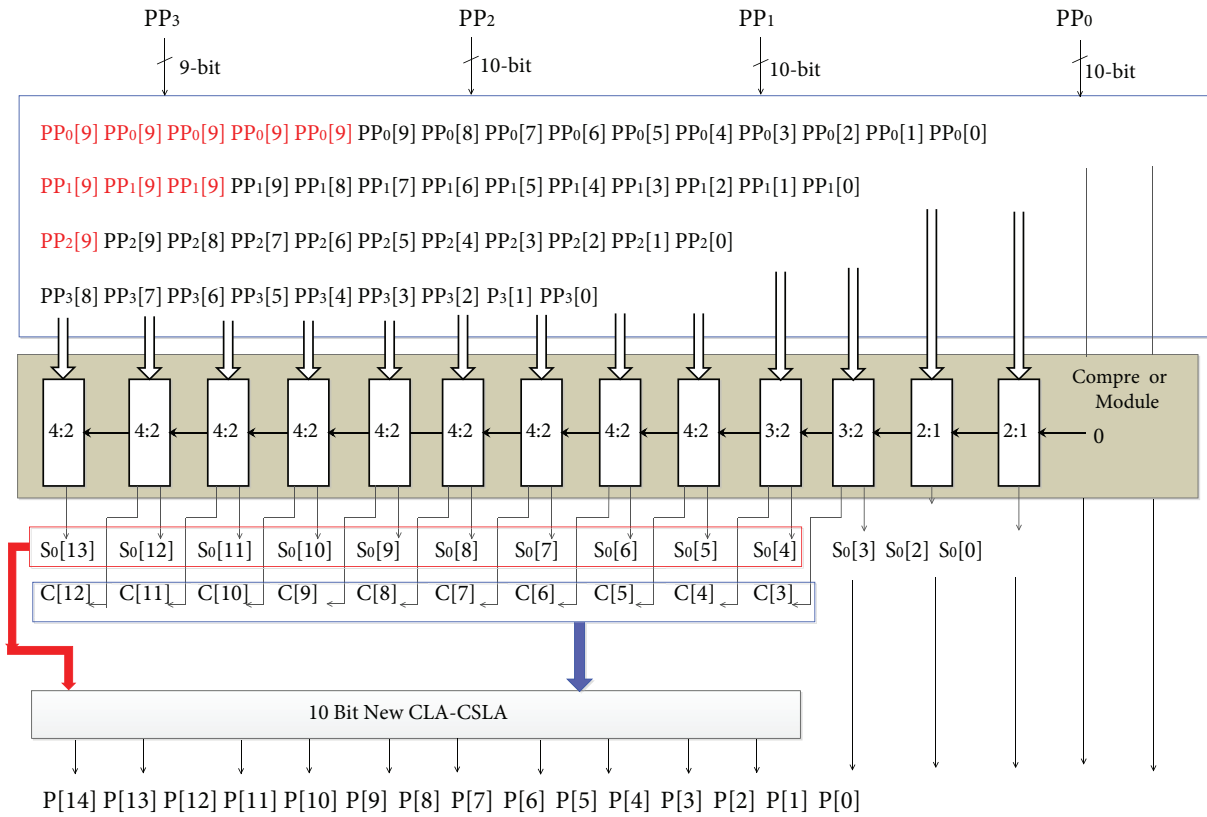 PP3 PP2 PP1 PP0
9-bit 10-bit 10-bit 10-bit
PP0[9] PP0[9] PP0[9] PP0[9] PP0[9] PP0[9] PP0[8] PP0[7] PP0[6] PP0[5] PP0[4] PP0[3] PP0[2] PP0[1] PP0[0]
PP1[9] PP1[9] PP1[9] PP1[9] PP1[8] PP1[7] PP1[6] PP1[5] PP1[4] PP1[3] PP1[2] PP1[1] PP1[0]
PP2[9] PP2[9] PP2[8] PP2[7] PP2[6] PP2[5] PP2[4] PP2[3] PP2[2] PP2[1] PP2[0]
PP3[8] PP3[7] PP3[6] PP3[5] PP3[4] PP3[3] PP3[2] P3[1] PP3[0]
Compre or
Module
4:2 4:2 4:2 4:2 4:2 4:2 4:2 4:2 4:2 3:2 3:2 2:1 2:1 0
S0[13] S0[12] S0[11] S0[10] S0[9] S0[8] S0[7] S0[6] S0[5] S0[4] S0[3] S0[2] S0[0]
C[12] C[11] C[10] C[9] C[8] C[7] C[6] C[5] C[4] C[3]
10 Bit New CLA-CSLA
P[14] P[13] P[12] P[11] P[10] P[9] P[8] P[7] P[6] P[5] P[4] P[3] P[2] P[1] P[0]